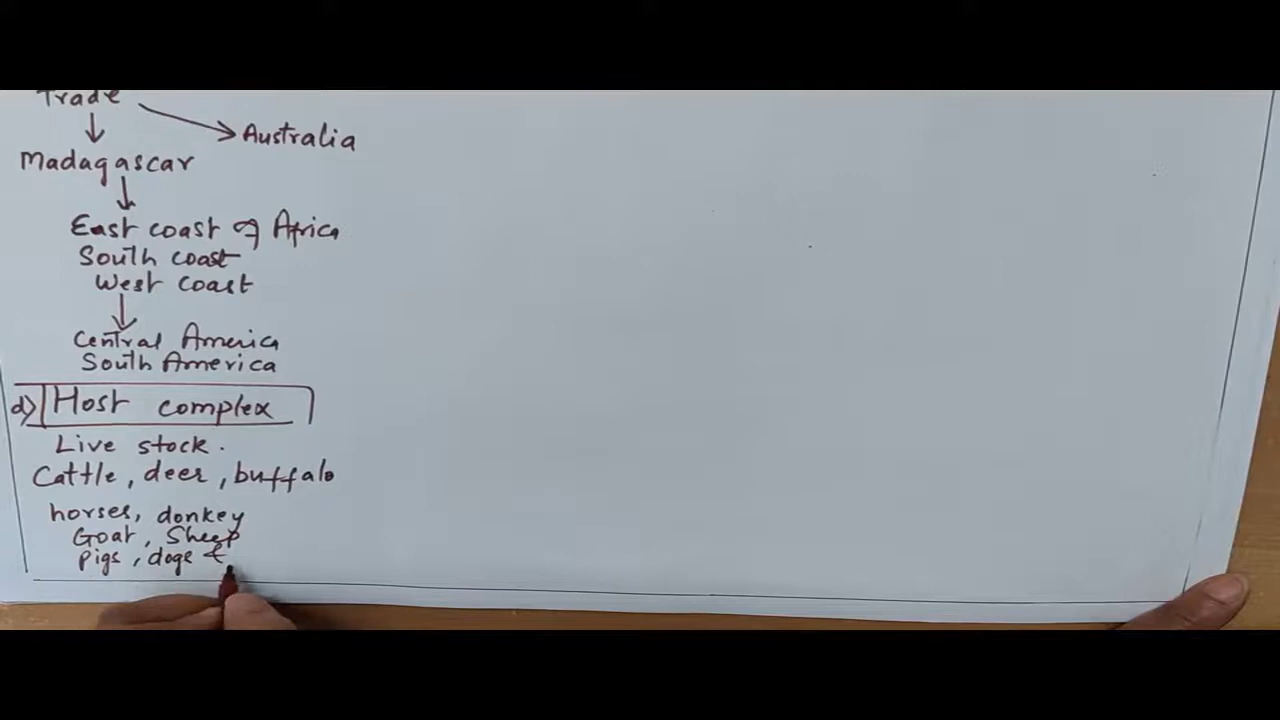 Trade
Australia
Madagascar
East coast of Africa
South coast
West coast
Central America
South America
d) Host complex
Live stock.
Cattle, deer, buffalo
horses, donkey
Goat, Sheep
pigs, dogs &